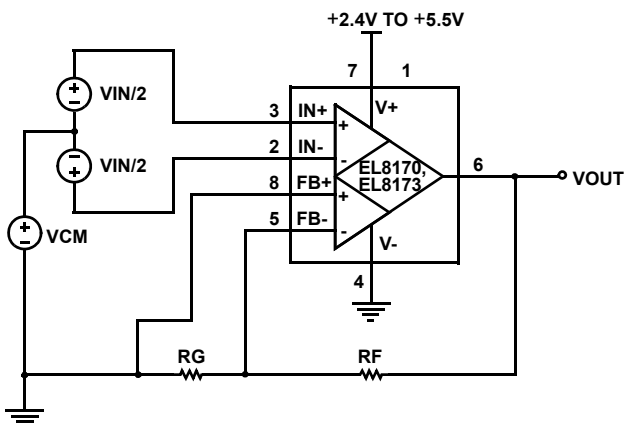 +2.4V TO +5.5V
7 1
VIN/2
3 IN+ V+
+
2 IN-
-
VIN/2
EL8170,
EL8173
6
VOUT
8 FB+
+
5 FB-
-
VCM
V-
4
RG
RF